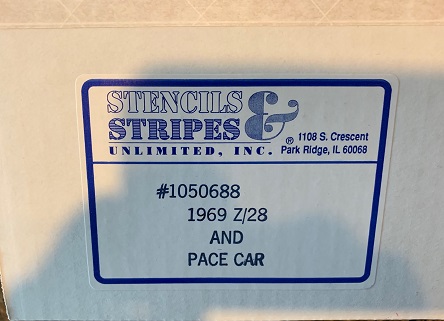 STENCILS &
STRIPES ®
UNLIMITED, INC.
1108 S. Crescent
Park Ridge, IL 60068
#1050688
1969 Z/28
AND
PACE CAR